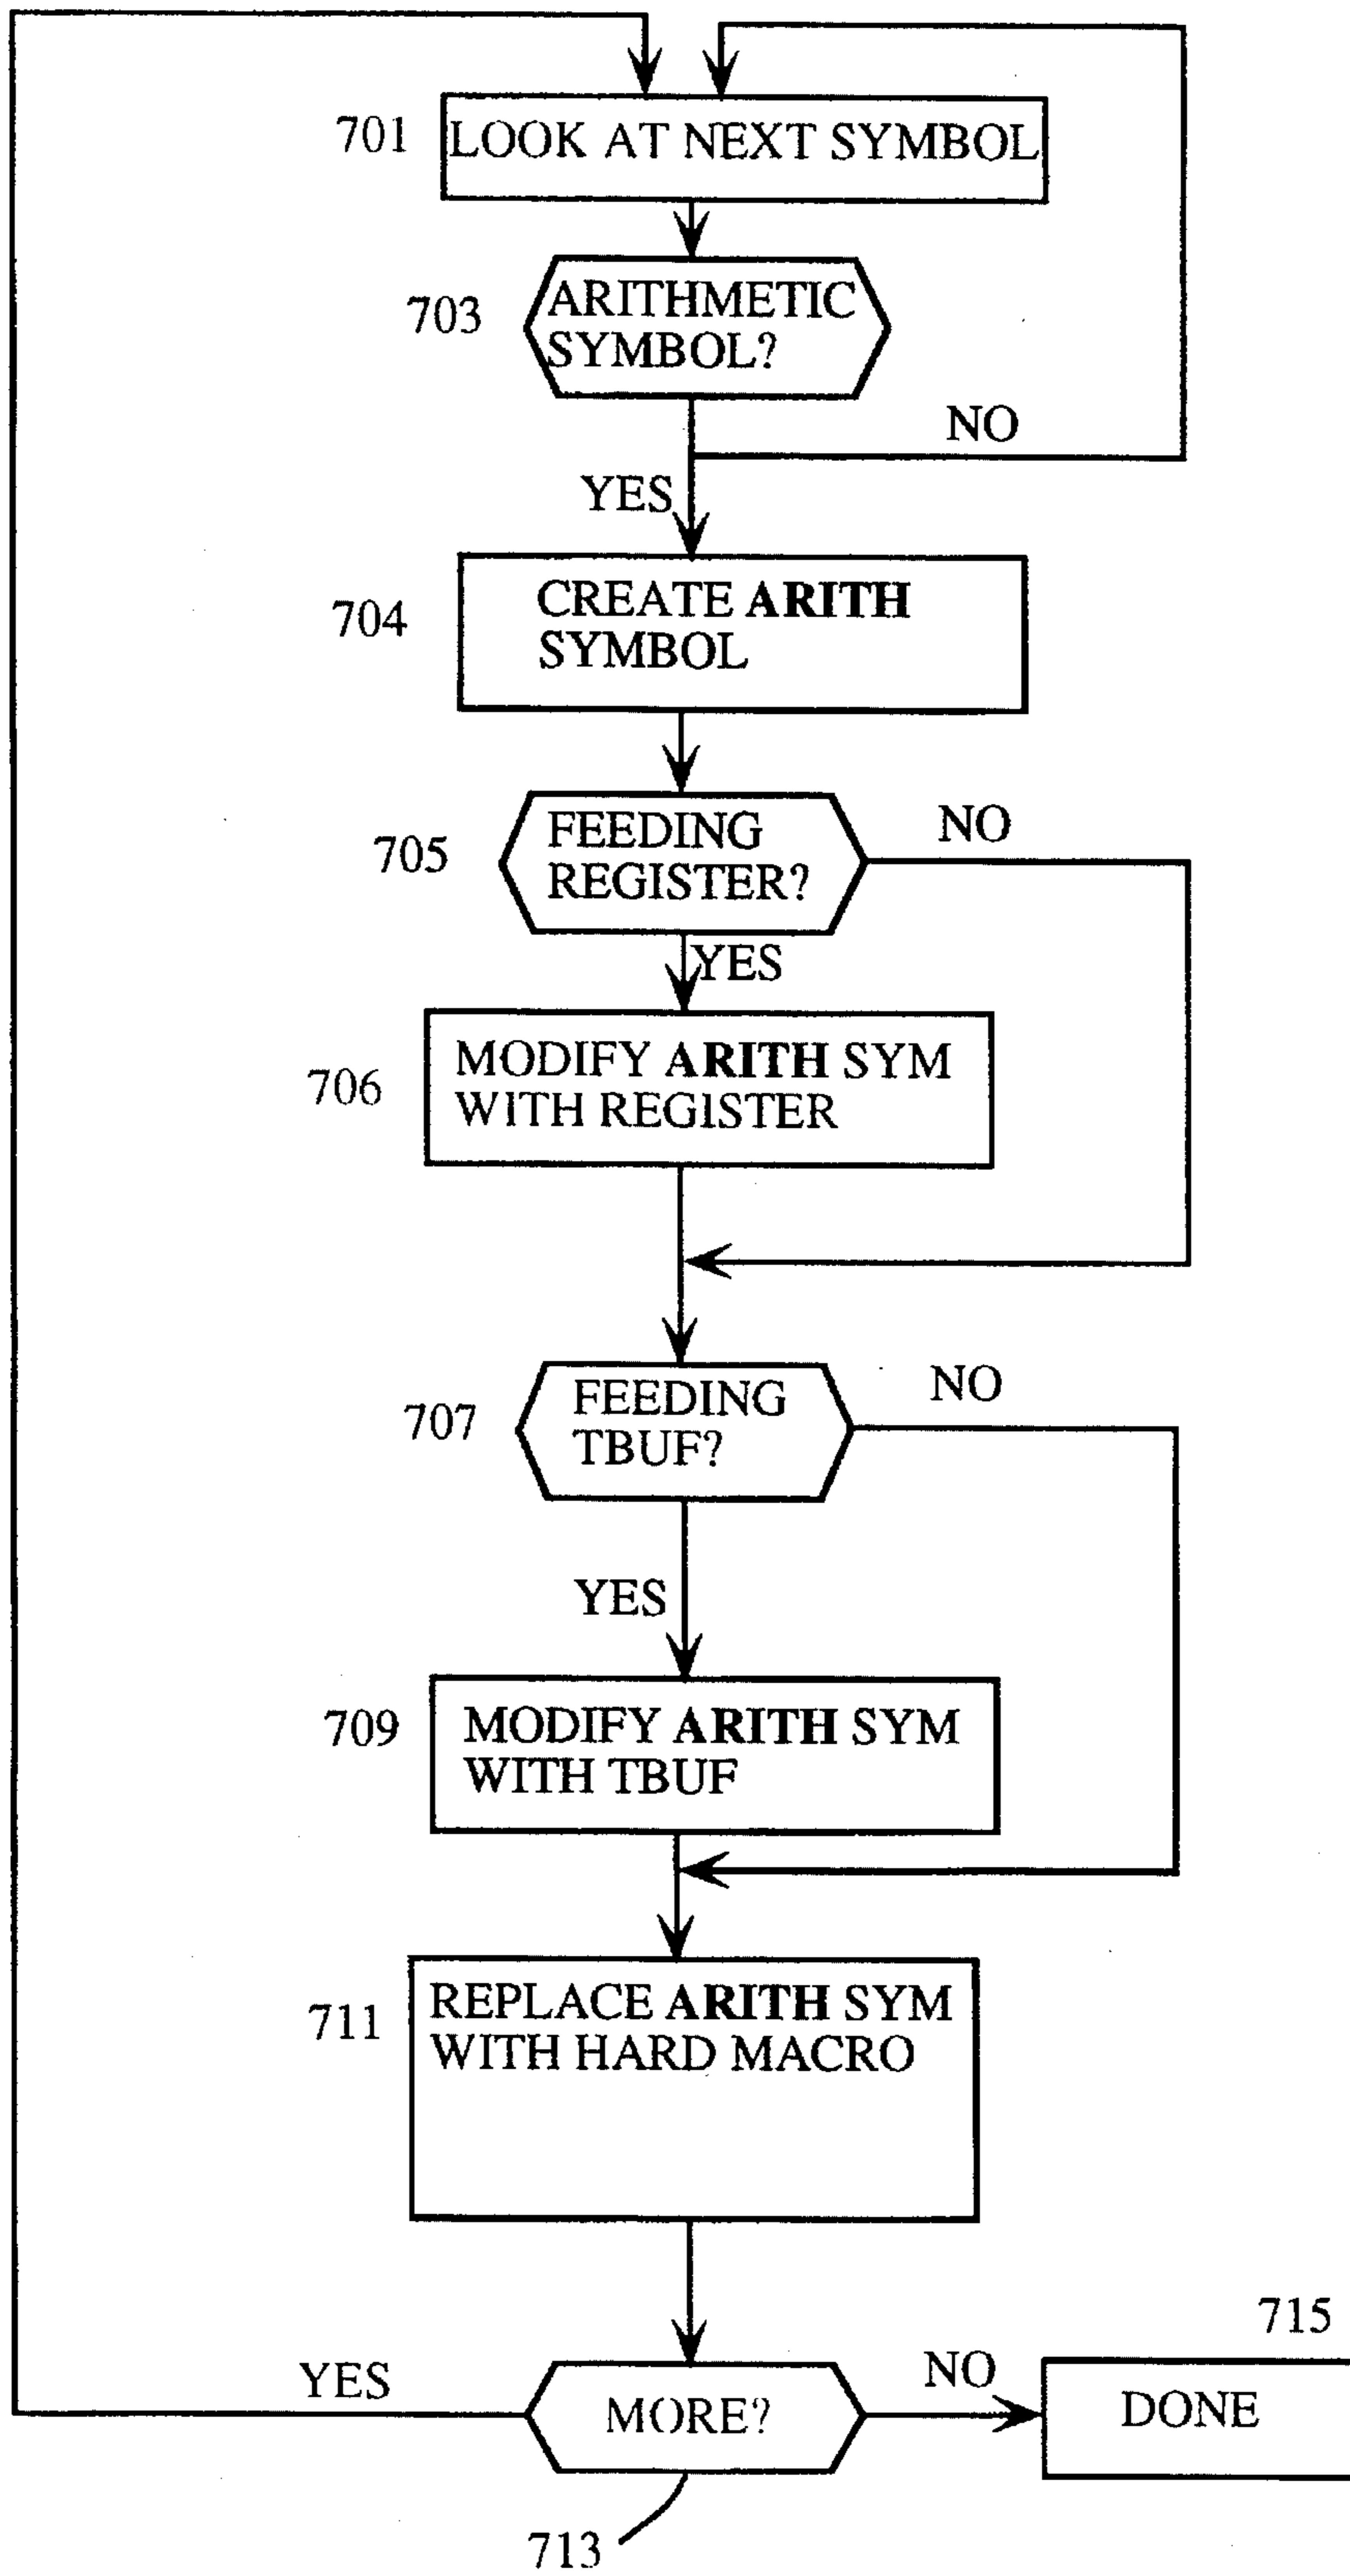 701
LOOK AT NEXT SYMBOL
703
ARITHMETIC
SYMBOL?
NO
YES
704
CREATE ARITH
SYMBOL
705
FEEDING
REGISTER?
NO
YES
706
MODIFY ARITH SYM
WITH REGISTER
707
FEEDING
TBUF?
NO
YES
709
MODIFY ARITH SYM
WITH TBUF
711
REPLACE ARITH SYM
WITH HARD MACRO
715
YES
MORE?
NO
DONE
713